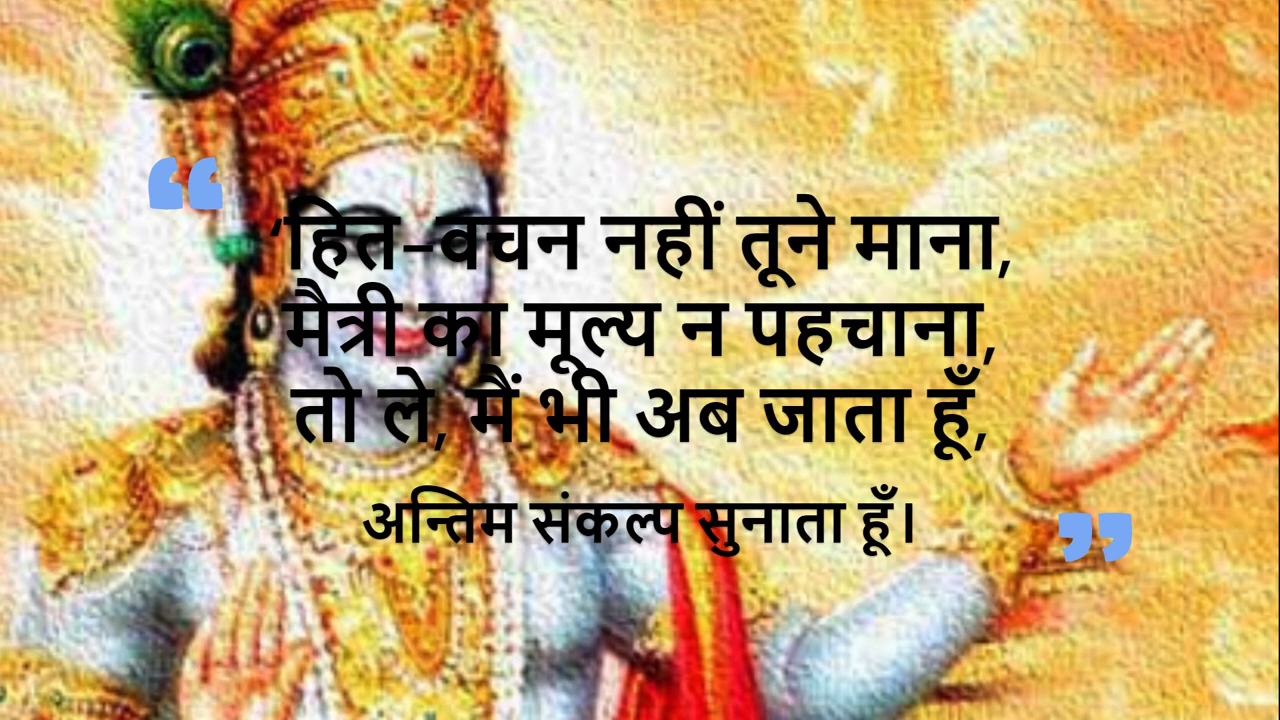 “
‘हित-वचन नहीं तूने माना,
मैत्री का मूल्य न पहचाना,
तो ले, मैं भी अब जाता हूँ,
अन्तिम संकल्प सुनाता हूँ।
”